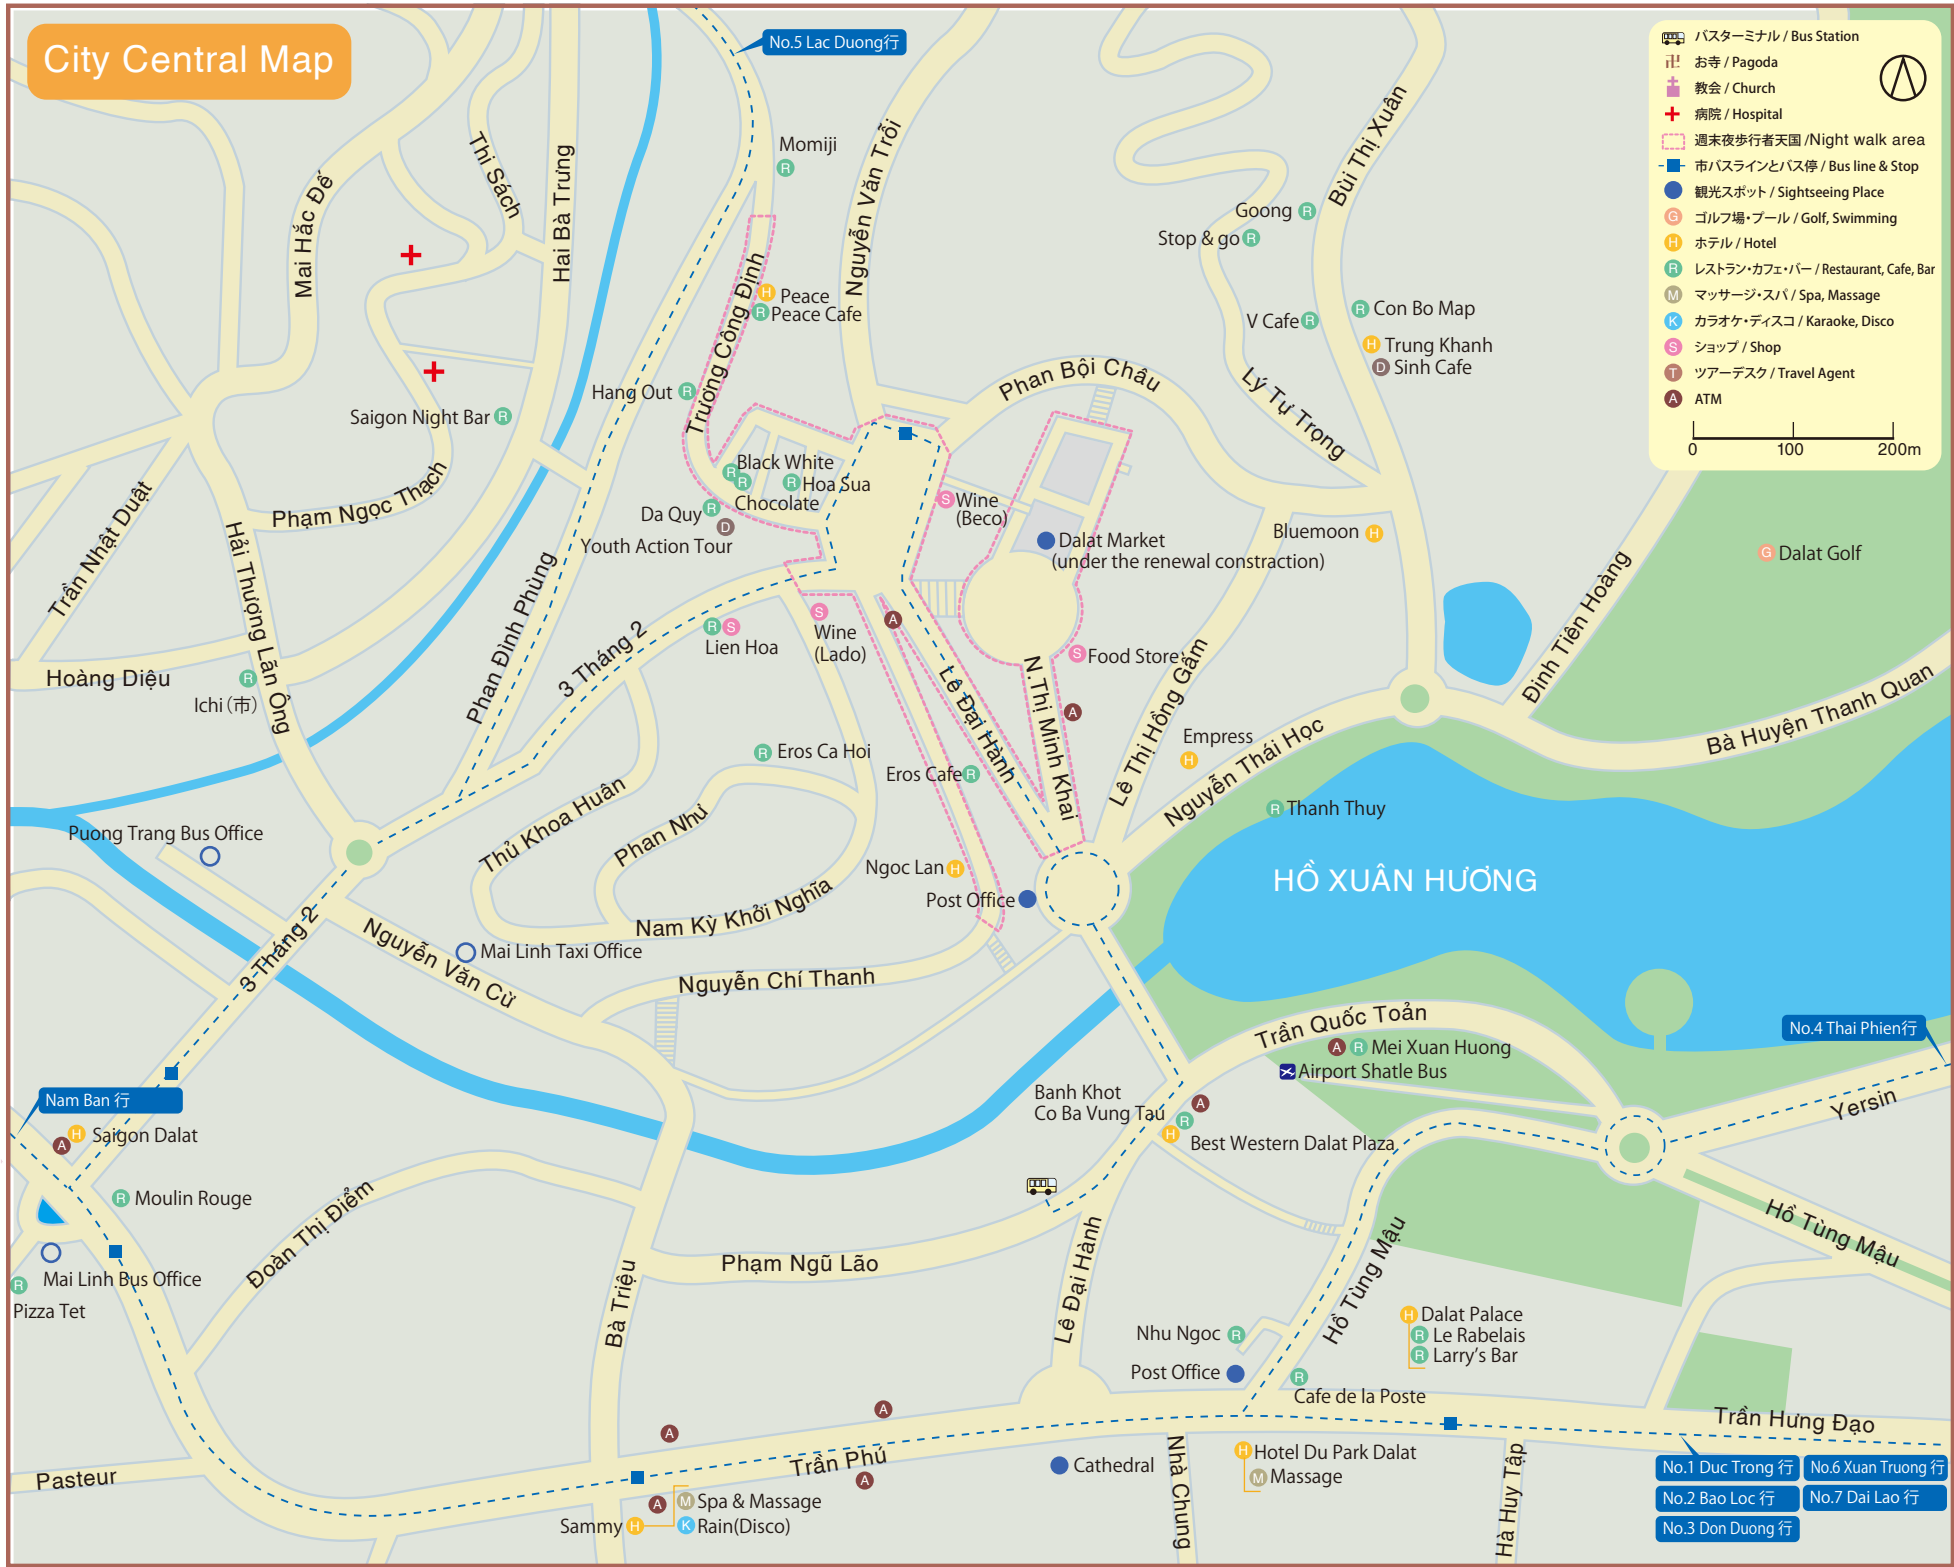 City Central Map
No.5 Lac Duong行
バスターミナル / Bus Station
お寺 / Pagoda
教会 / Church
病院 / Hospital
週末夜歩行者天国 /Night walk area
市バスラインとバス停 / Bus line & Stop
観光スポット / Sightseeing Place
G ゴルフ場・プール / Golf, Swimming
H ホテル / Hotel
R レストラン・カフェ・バー / Restaurant, Cafe, Bar
M マッサージ・スパ / Spa, Massage
K カラオケ・ディスコ / Karaoke, Disco
S ショップ / Shop
T ツアーデスク / Travel Agent
A ATM
0 100 200m
Mai Hắc Đế
Thi Sách
Hai Bà Trưng
Momiji
R
Nguyễn Văn Trỗi
Bùi Thị Xuân
Goong R
Stop & go R
Trương Công Định
H Peace
R Peace Cafe
V Cafe R
R Con Bo Map
H Trung Khanh
D Sinh Cafe
Hang Out R
Phan Bội Châu
Lý Tự Trọng
Saigon Night Bar R
Phạm Ngọc Thạch
Trần Nhật Duật
Hải Thượng Lãn Ông
R Black White
R
Chocolate
R Hoa Sua
Da Quy R
D
Youth Action Tour
S Wine
(Beco)
Dalat Market
(under the renewal constraction)
Bluemoon H
G Dalat Golf
Đinh Tiên Hoàng
Phan Đình Phùng
3 Tháng 2
R S
Lien Hoa
S
Wine
(Lado)
A
S Food Store
Hoàng Diệu
R
Ichi（市）
Lê Đại Hành
N.Thị Minh Khai
A
Lê Thị Hồng Gấm
Empress
H
Nguyễn Thái Học
Bà Huyện Thanh Quan
R Eros Ca Hoi
Eros Cafe R
R Thanh Thuy
Thủ Khoa Huân
Phan Như
Puong Trang Bus Office
Ngoc Lan H
Post Office
HỒ XUÂN HƯƠNG
Nam Kỳ Khởi Nghĩa
3 Tháng 2
Nguyễn Văn Cừ
Mai Linh Taxi Office
Nguyễn Chí Thanh
Trần Quốc Toản
A R Mei Xuan Huong
Airport Shatle Bus
No.4 Thai Phien行
Yersin
Nam Ban 行
Banh Khot
Co Ba Vung Tau
A
R
H
Best Western Dalat Plaza
A H Saigon Dalat
R Moulin Rouge
Mai Linh Bus Office
R
Pizza Tet
Đoàn Thị Điểm
Bà Triệu
Phạm Ngũ Lão
Lê Đại Hành
Hồ Tùng Mậu
Hồ Tùng Mậu
Nhu Ngoc R
Post Office
H Dalat Palace
R Le Rabelais
R Larry's Bar
R
Cafe de la Poste
A
A
Trần Hưng Đạo
Pasteur
Trần Phú
A
Cathedral
Nhà Chung
H Hotel Du Park Dalat
M Massage
Hà Huy Tập
A
M Spa & Massage
Sammy H
K Rain(Disco)
No.1 Duc Trong 行
No.6 Xuan Truong 行
No.2 Bao Loc 行
No.7 Dai Lao 行
No.3 Don Duong 行